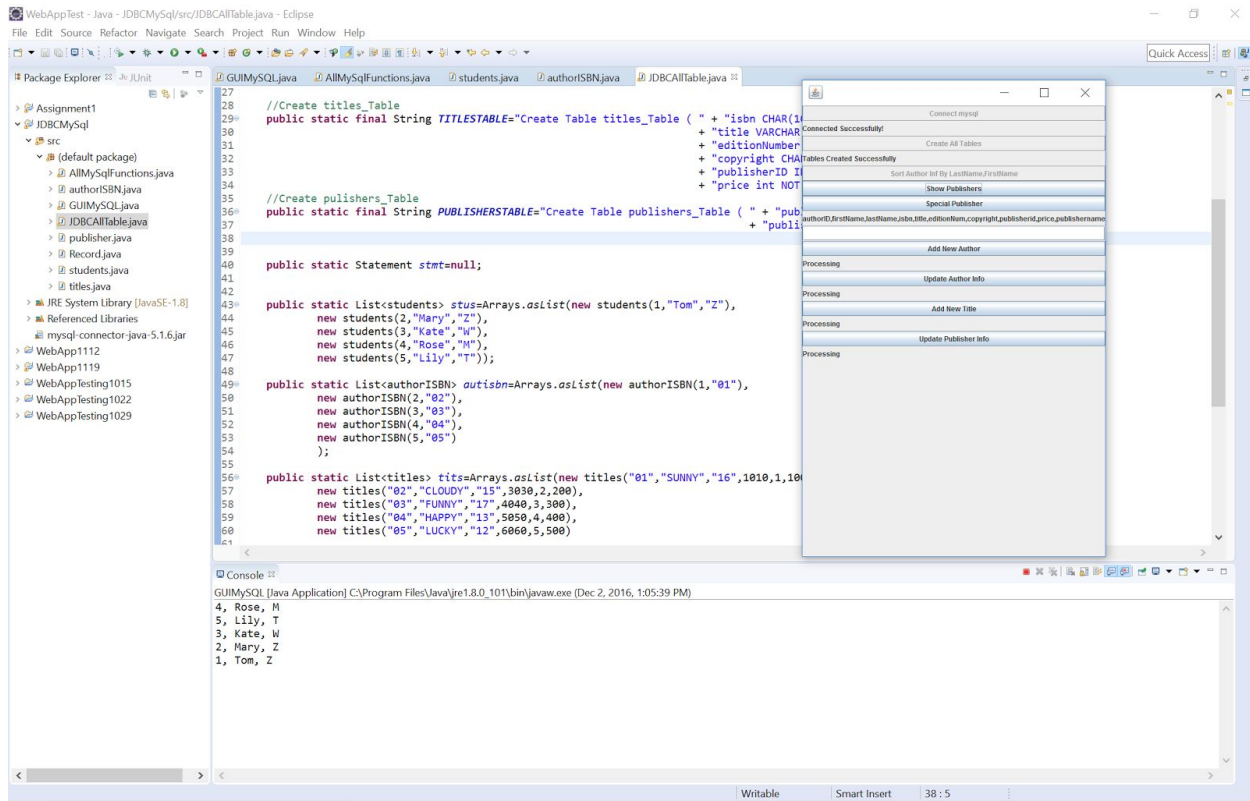 WebAppTest - Java - JDBCMySql/src/JDBCAllTable.java - Eclipse
File Edit Source Refactor Navigate Search Project Run Window Help
Quick Access
Package Explorer JUnit
Assignment1
JDBCMySql
src
(default package)
AllMySqlFunctions.java
authorISBN.java
GUIMySQL.java
JDBCAllTable.java
publisher.java
Record.java
students.java
titles.java
JRE System Library [JavaSE-1.8]
Referenced Libraries
mysql-connector-java-5.1.6.jar
WebApp1112
WebApp1119
WebAppTesting1015
WebAppTesting1022
WebAppTesting1029
GUIMySQL.java AllMySqlFunctions.java students.java authorISBN.java JDBCAllTable.java
27
28 //Create titles_Table
29 public static final String TITLESTABLE="Create Table titles_Table ( " + "isbn CHAR(10
30 + "title VARCHAR
31 + "editionNumber
32 + "copyright CHA
33 + "publisherID I
34 + "price int NOT
35 //Create pulishers_Table
36 public static final String PUBLISHERSTABLE="Create Table publishers_Table ( " + "pub
37 + "publi
38
39
40 public static Statement stmt=null;
41
42
43 public static List<students> stus=Arrays.asList(new students(1,"Tom","Z"),
44 new students(2,"Mary","Z"),
45 new students(3,"Kate","W"),
46 new students(4,"Rose","M"),
47 new students(5,"Lily","T"));
48
49 public static List<authorISBN> autisbn=Arrays.asList(new authorISBN(1,"01"),
50 new authorISBN(2,"02"),
51 new authorISBN(3,"03"),
52 new authorISBN(4,"04"),
53 new authorISBN(5,"05")
54 );
55
56 public static List<titles> tits=Arrays.asList(new titles("01","SUNNY","16",1010,1,100
57 new titles("02","CLOUDY","15",3030,2,200),
58 new titles("03","FUNNY","17",4040,3,300),
59 new titles("04","HAPPY","13",5050,4,400),
60 new titles("05","LUCKY","12",6060,5,500)
61
Connect mysql
Connected Successfully!
Create All Tables
Tables Created Successfully
Sort Author Inf By LastName,FirstName
Show Publishers
Special Publisher
authorID,firstName,lastName,isbn,title,editionNum,copyright,publisherid,price,publishername
Add New Author
Processing
Update Author Info
Processing
Add New Title
Processing
Update Publisher Info
Processing
Console
GUIMySQL [Java Application] C:\Program Files\Java\jre1.8.0_101\bin\javaw.exe (Dec 2, 2016, 1:05:39 PM)
4, Rose, M
5, Lily, T
3, Kate, W
2, Mary, Z
1, Tom, Z
Writable Smart Insert 38 : 5